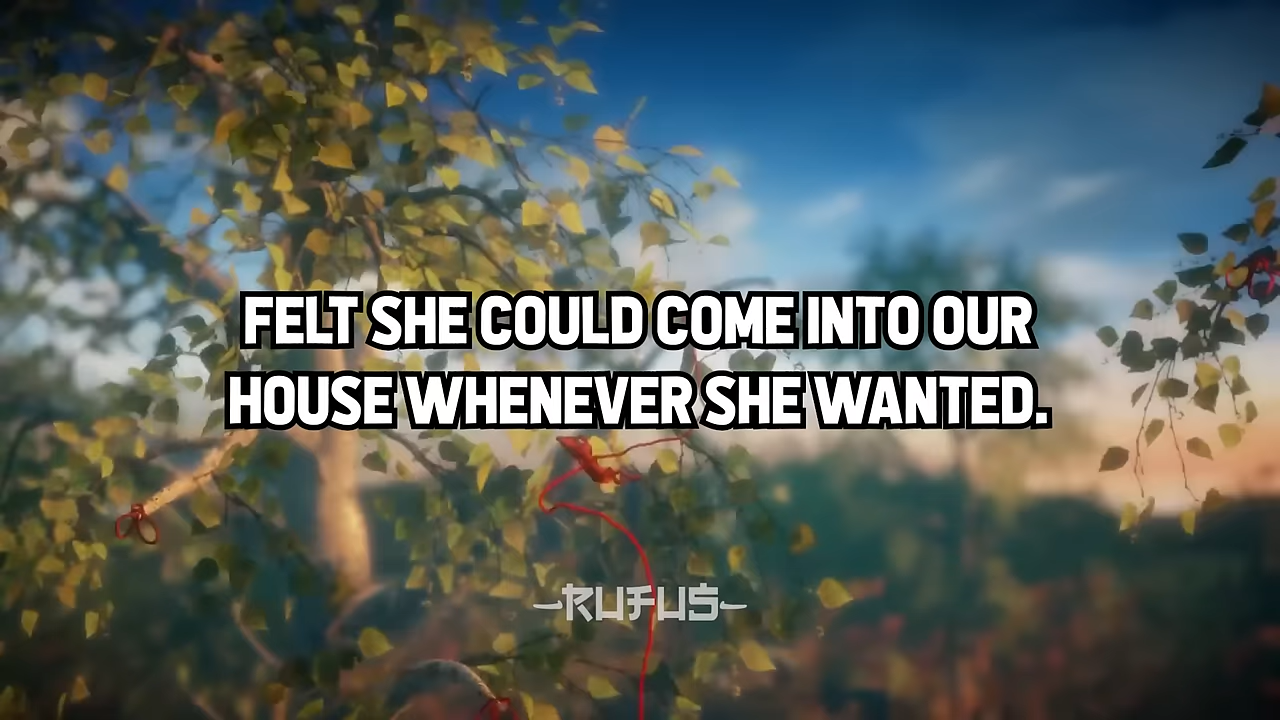 FELT SHE COULD COME INTO OUR
HOUSE WHENEVER SHE WANTED.
-RUFUS-